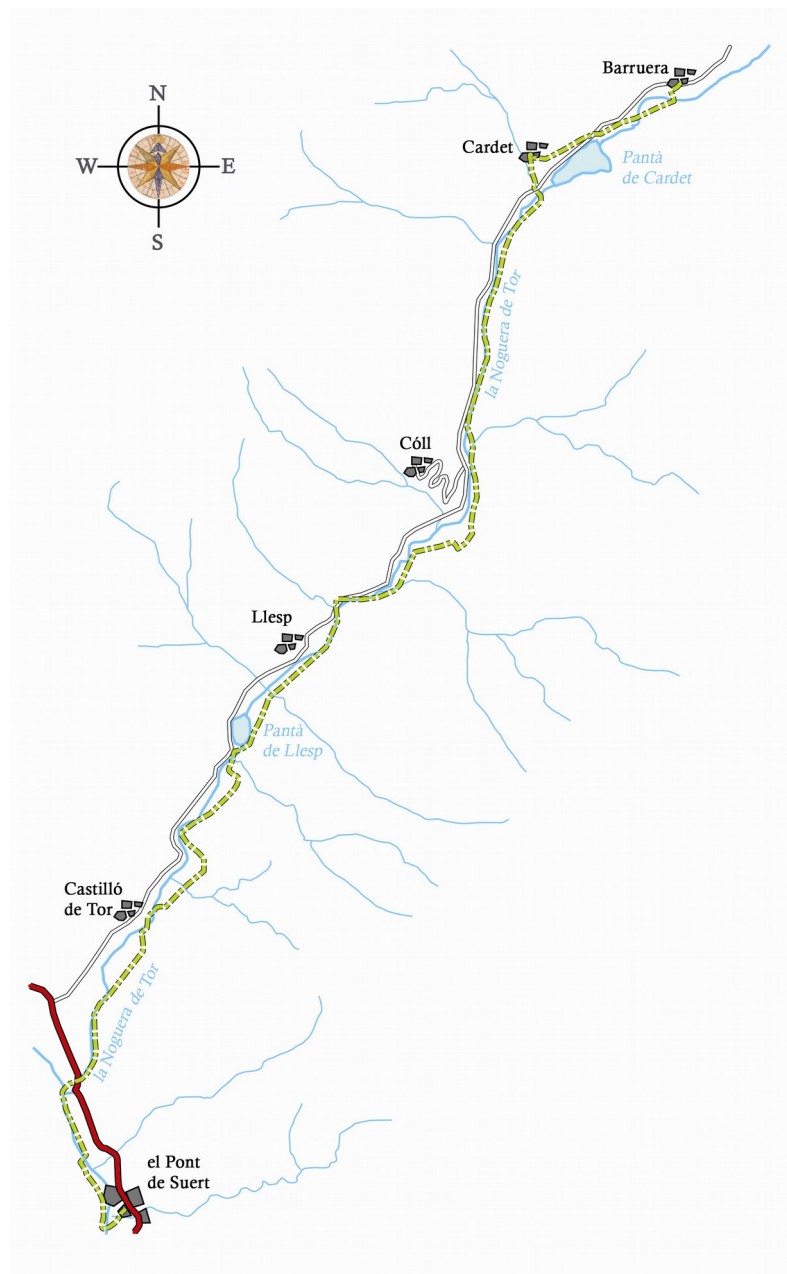 Barruera
N
Cardet
W
E
Pantà
de Cardet
S
la Noguera de Tor
Cóll
Llesp
Pantà
de Llesp
Castilló
de Tor
la Noguera de Tor
el Pont
de Suert